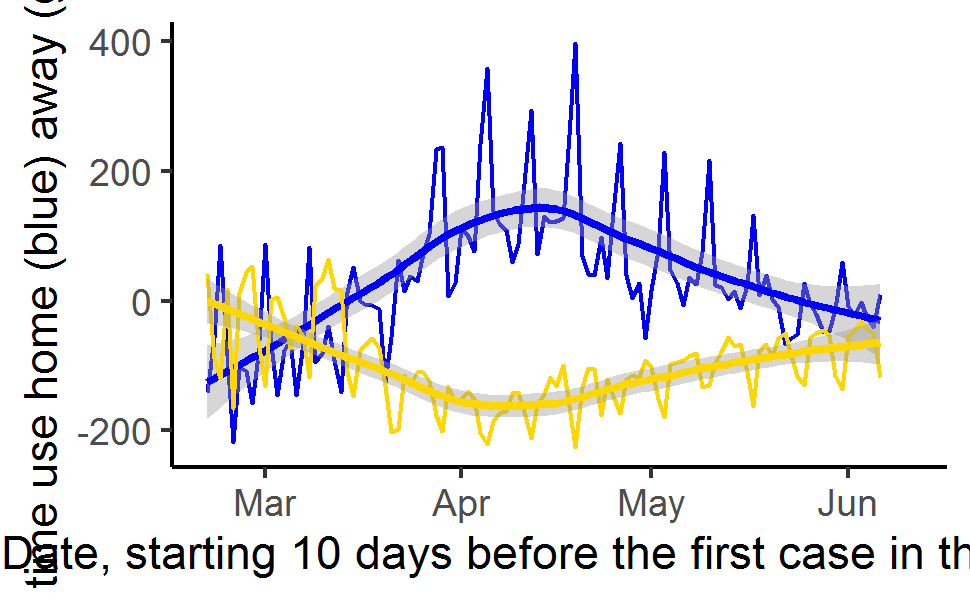 time use home (blue) away (
400
200
0
-200
Mar Apr May Jun
Date, starting 10 days before the first case in th